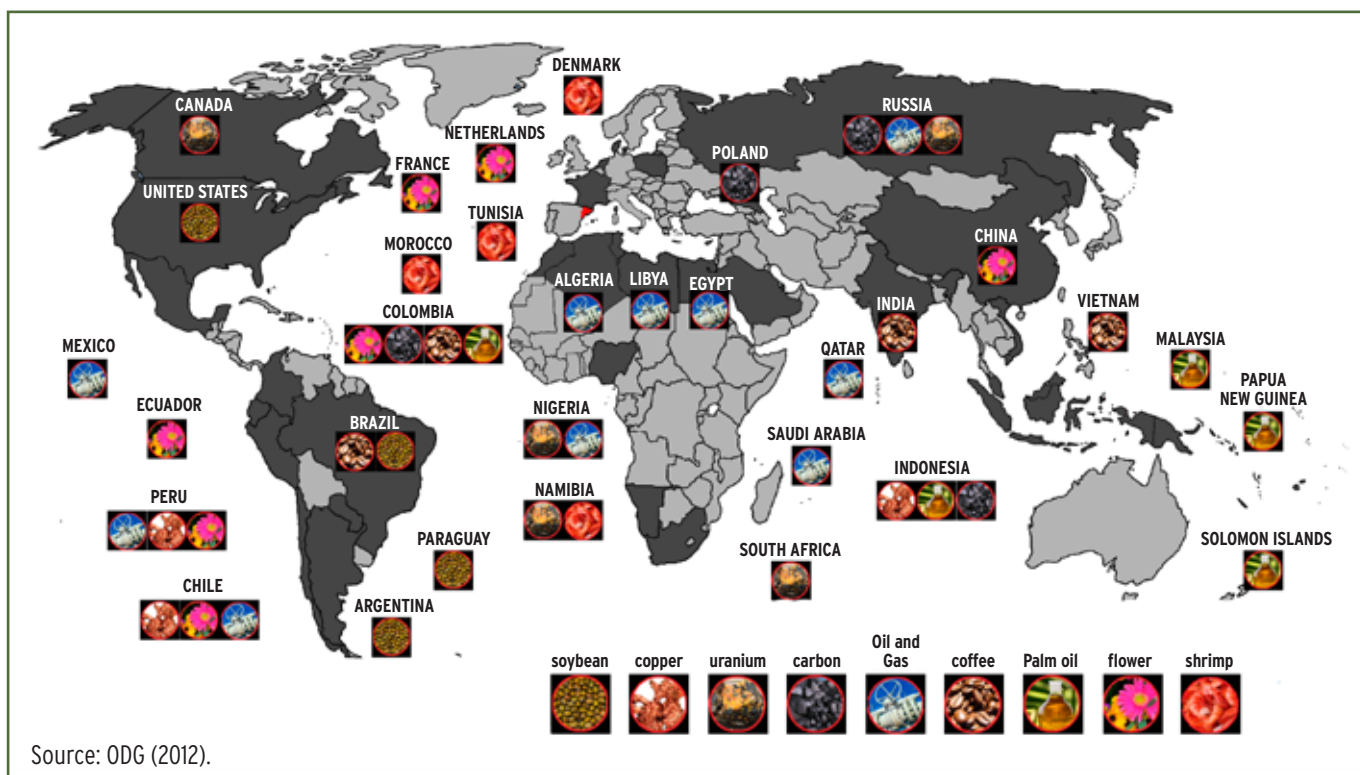 DENMARK
CANADA
RUSSIA
NETHERLANDS
POLAND
FRANCE
UNITED STATES
TUNISIA
CHINA
MOROCCO
ALGERIA
LIBYA
EGYPT
INDIA
VIETNAM
COLOMBIA
MALAYSIA
MEXICO
QATAR
PAPUA
NEW GUINEA
ECUADOR
NIGERIA
BRAZIL
SAUDI ARABIA
INDONESIA
PERU
NAMIBIA
PARAGUAY
SOUTH AFRICA
SOLOMON ISLANDS
CHILE
ARGENTINA
soybean
copper
uranium
carbon
Oil and
Gas
coffee
Palm oil
flower
shrimp
Source: ODG (2012).